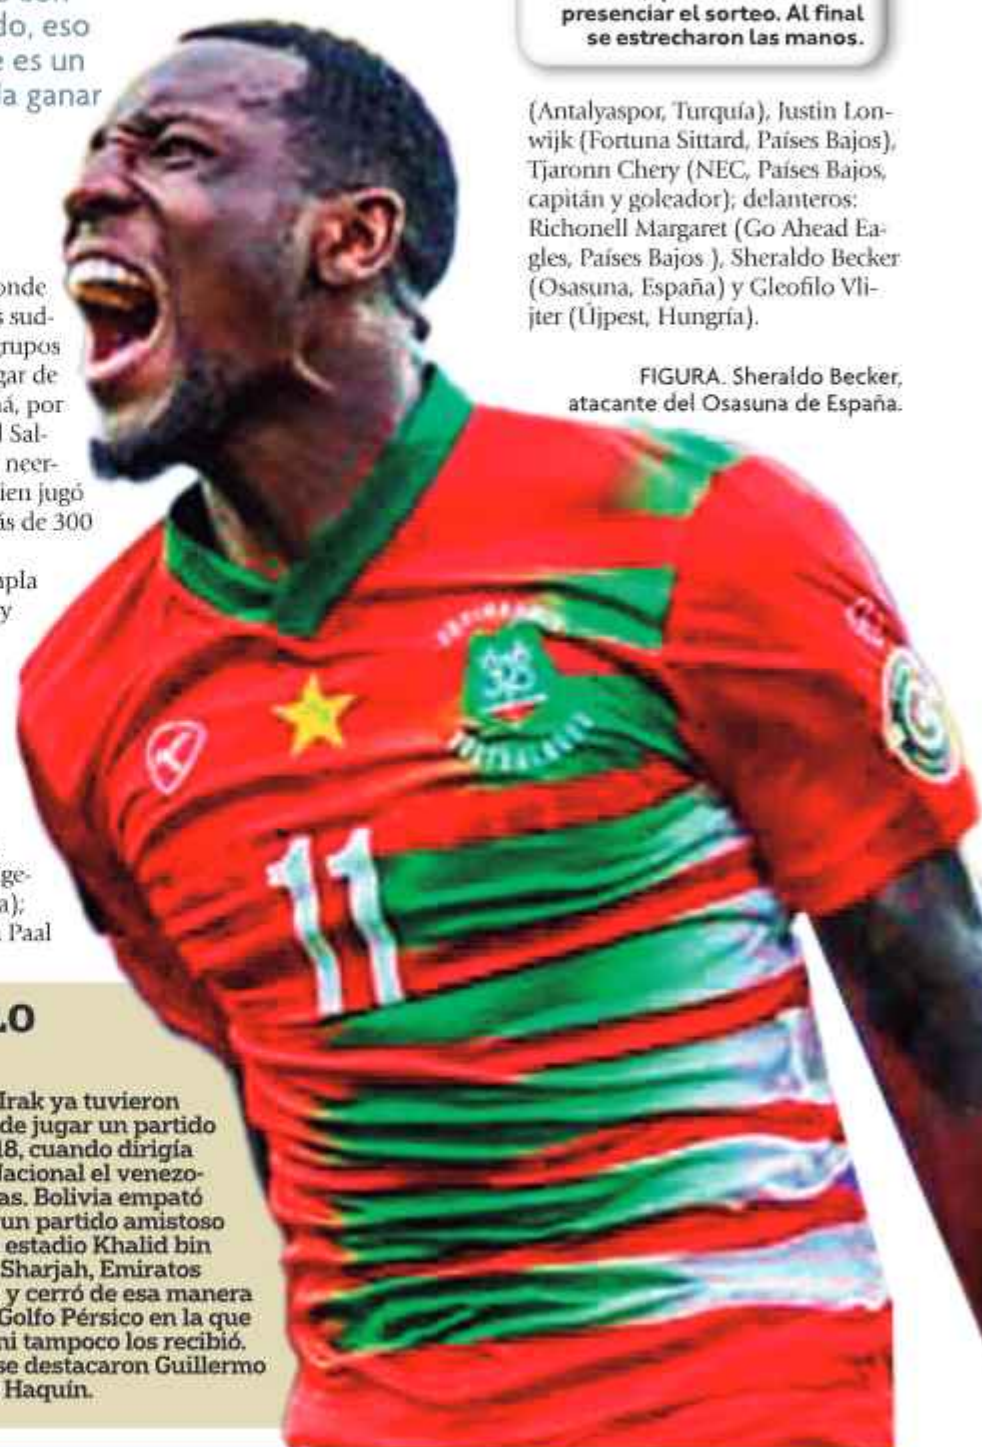 do, eso
e es un
la ganar
presenciar el sorteo. Al final
se estrecharon las manos.
(Antalyaspor, Turquía), Justin Lon-
wijk (Fortuna Sittard, Países Bajos),
Tjaronn Chery (NEC, Países Bajos,
capitán y goleador); delanteros:
Richonell Margaret (Go Ahead Ea-
gles, Países Bajos ), Sheraldo Becker
(Osasuna, España) y Gleofilo Vli-
jter (Újpest, Hungría).
FIGURA. Sheraldo Becker,
atacante del Osasuna de España.
onde
s sud-
rupos
gar de
á, por
l Sal-
neer-
ien jugó
ás de 300
npla
y
ge-
a);
Paal
LO
Irak ya tuvieron
de jugar un partido
18, cuando dirigía
Nacional el venezo-
as. Bolivia empató
un partido amistoso
estadio Khalid bin
Sharjah, Emiratos
y cerró de esa manera
Golfo Pérsico en la que
ni tampoco los recibió.
se destacaron Guillermo
Haquin.
11